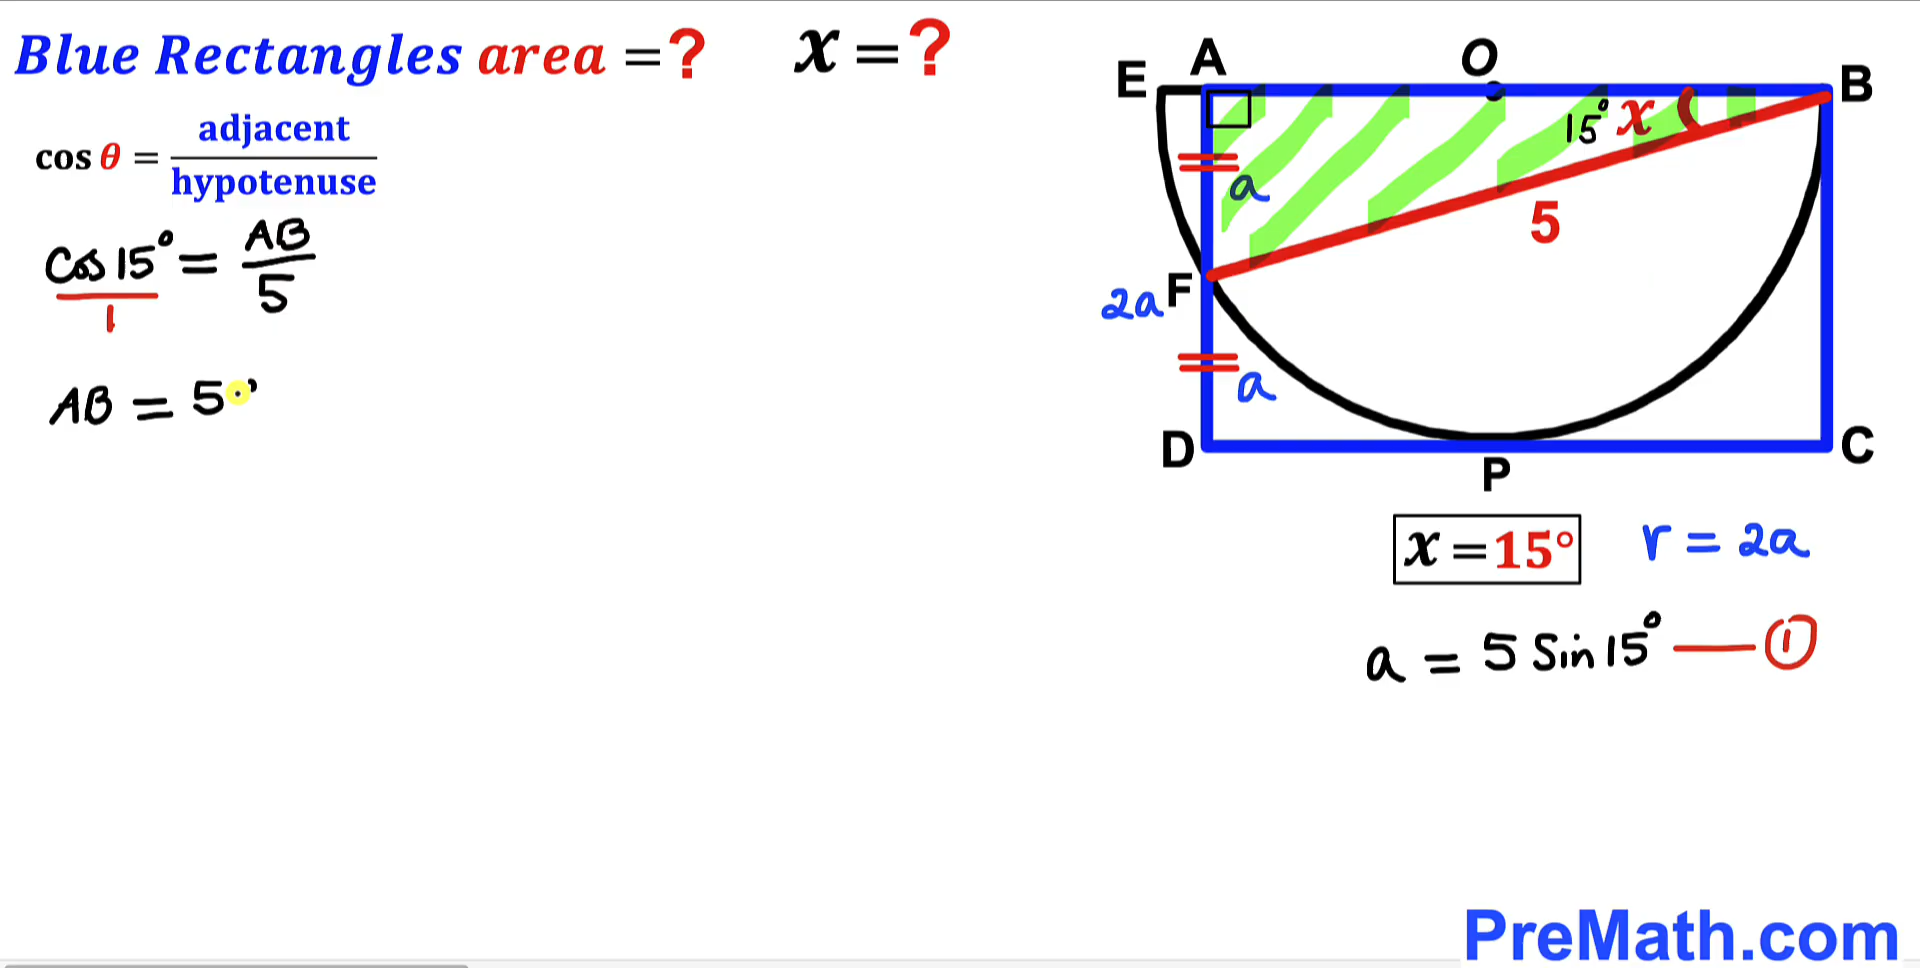 Blue Rectangles area = ? x = ?
cos θ = adjacent / hypotenuse
Cos 15° = AB / 5
1
AB = 5
E A O B
15° x
a
5
2a F
a
D P C
x = 15° r = 2a
a = 5 Sin 15° — ①
PreMath.com